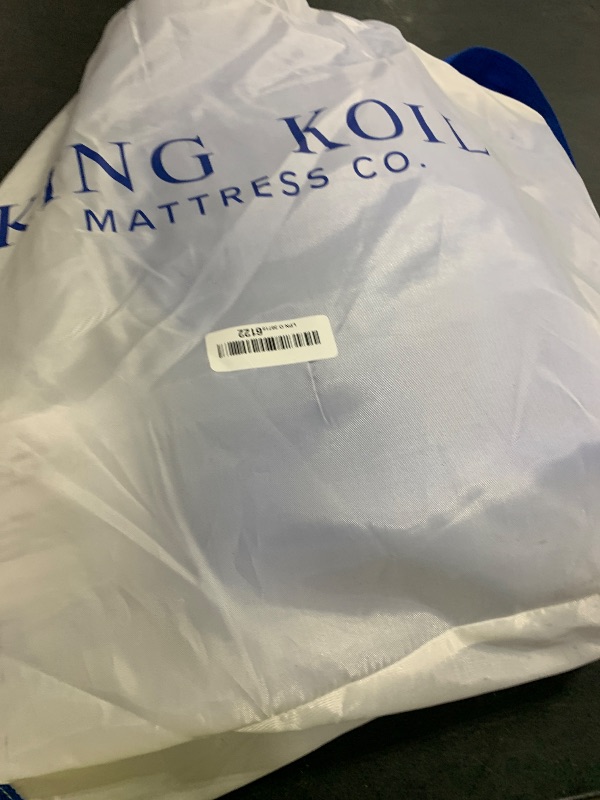 KING KOIL
MATTRESS CO.
6122